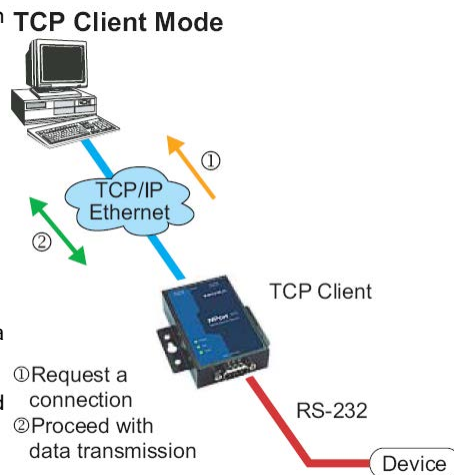 n TCP Client Mode
①
TCP/IP
Ethernet
②
TCP Client
NPort
a
①Request a
connection
d
RS-232
②Proceed with
data transmission
Device